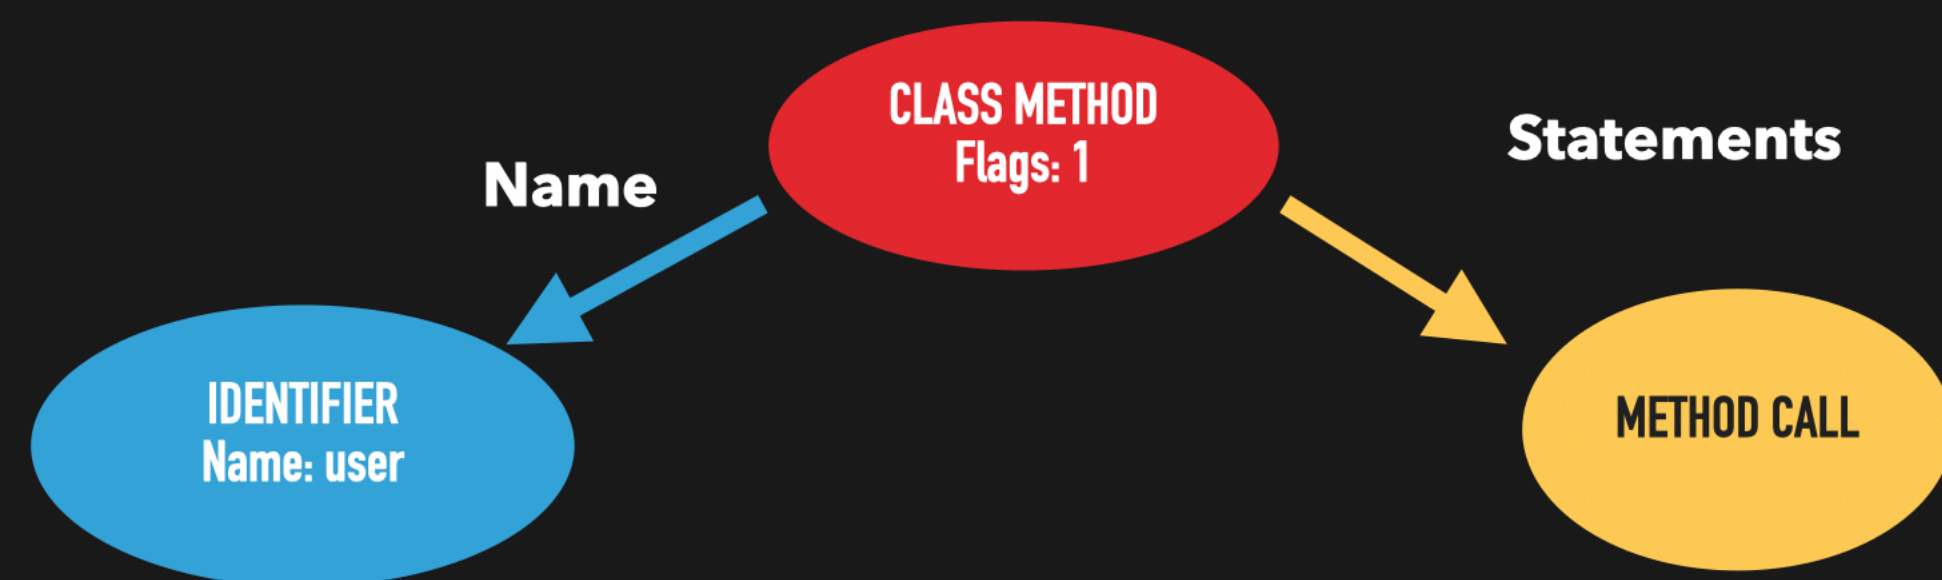 CLASS METHOD
Flags: 1
Name
Statements
IDENTIFIER
Name: user
METHOD CALL